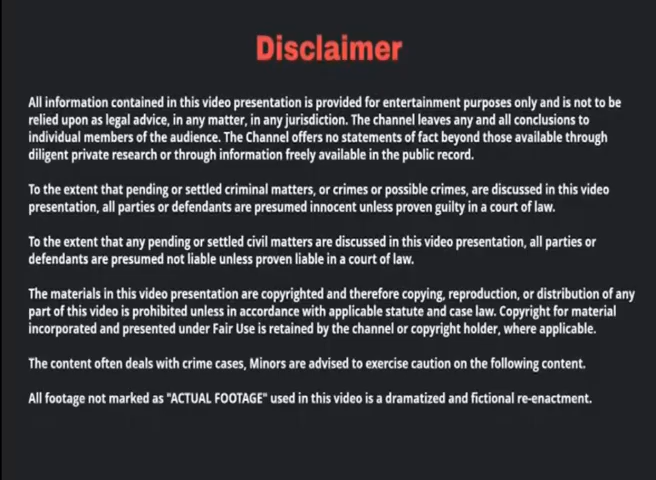 Disclaimer
All information contained in this video presentation is provided for entertainment purposes only and is not to be
relied upon as legal advice, in any matter, in any jurisdiction. The channel leaves any and all conclusions to
individual members of the audience. The Channel offers no statements of fact beyond those available through
diligent private research or through information freely available in the public record.
To the extent that pending or settled criminal matters, or crimes or possible crimes, are discussed in this video
presentation, all parties or defendants are presumed innocent unless proven guilty in a court of law.
To the extent that any pending or settled civil matters are discussed in this video presentation, all parties or
defendants are presumed not liable unless proven liable in a court of law.
The materials in this video presentation are copyrighted and therefore copying, reproduction, or distribution of any
part of this video is prohibited unless in accordance with applicable statute and case law. Copyright for material
incorporated and presented under Fair Use is retained by the channel or copyright holder, where applicable.
The content often deals with crime cases, Minors are advised to exercise caution on the following content.
All footage not marked as "ACTUAL FOOTAGE" used in this video is a dramatized and fictional re-enactment.